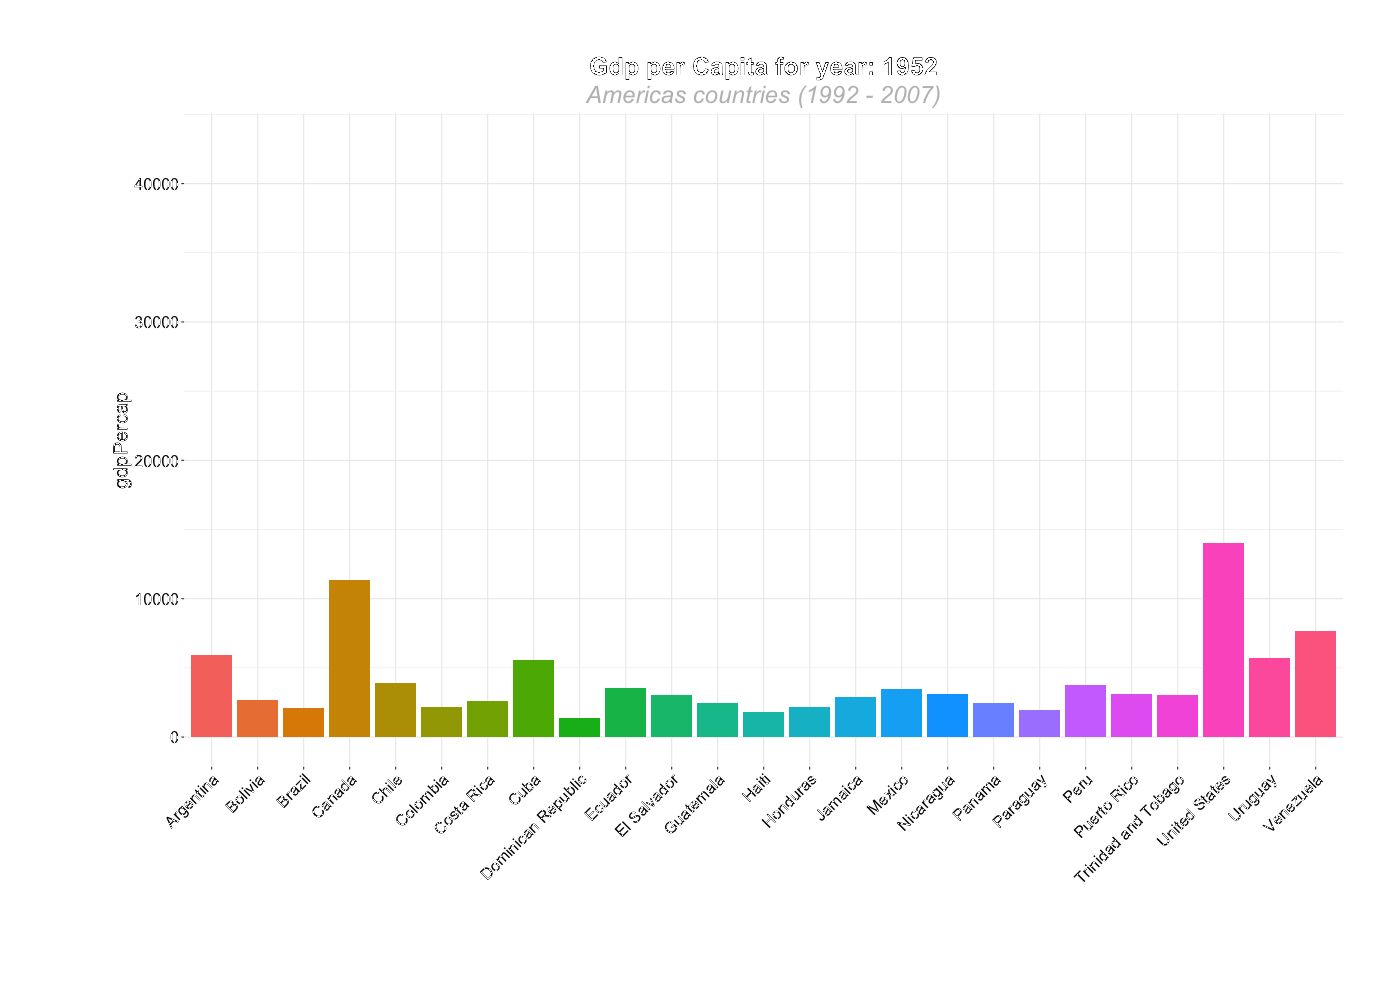 Gdp per Capita for year: 1952
Americas countries (1992 - 2007)
gdpPercap
40000
30000
20000
10000
0
Argentina
Bolivia
Brazil
Canada
Chile
Colombia
Costa Rica
Cuba
Dominican Republic
Ecuador
El Salvador
Guatemala
Haiti
Honduras
Jamaica
Mexico
Nicaragua
Panama
Paraguay
Peru
Puerto Rico
Trinidad and Tobago
United States
Uruguay
Venezuela